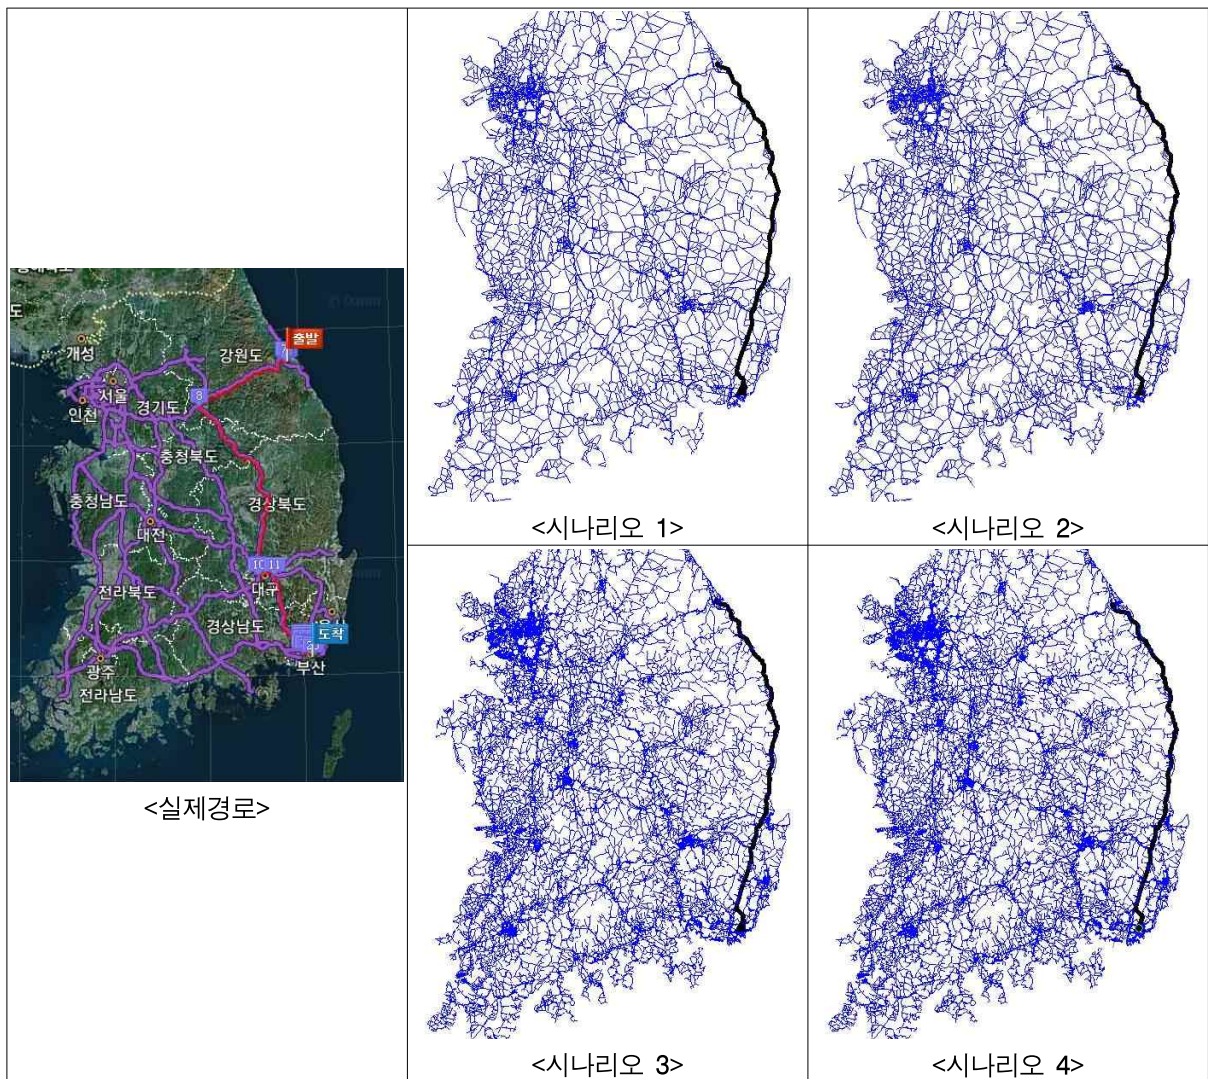 개성
서울
인천
경기도
강원도
출발
8
충청북도
충청남도
대전
경상북도
10 11
대구
전라북도
경상남도
도착
부산
광주
전라남도
<실제경로>
<시나리오 1>
<시나리오 2>
<시나리오 3>
<시나리오 4>